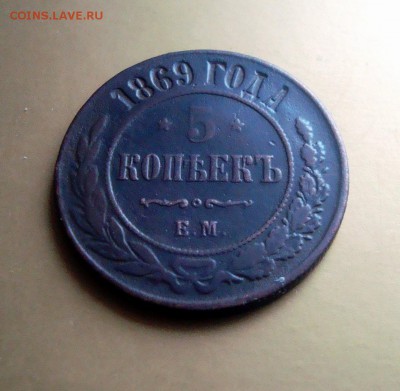 COINS.LAVE.RU
1869 ГОДА
* 5 *
КОПѢЕКЪ
Е.М.